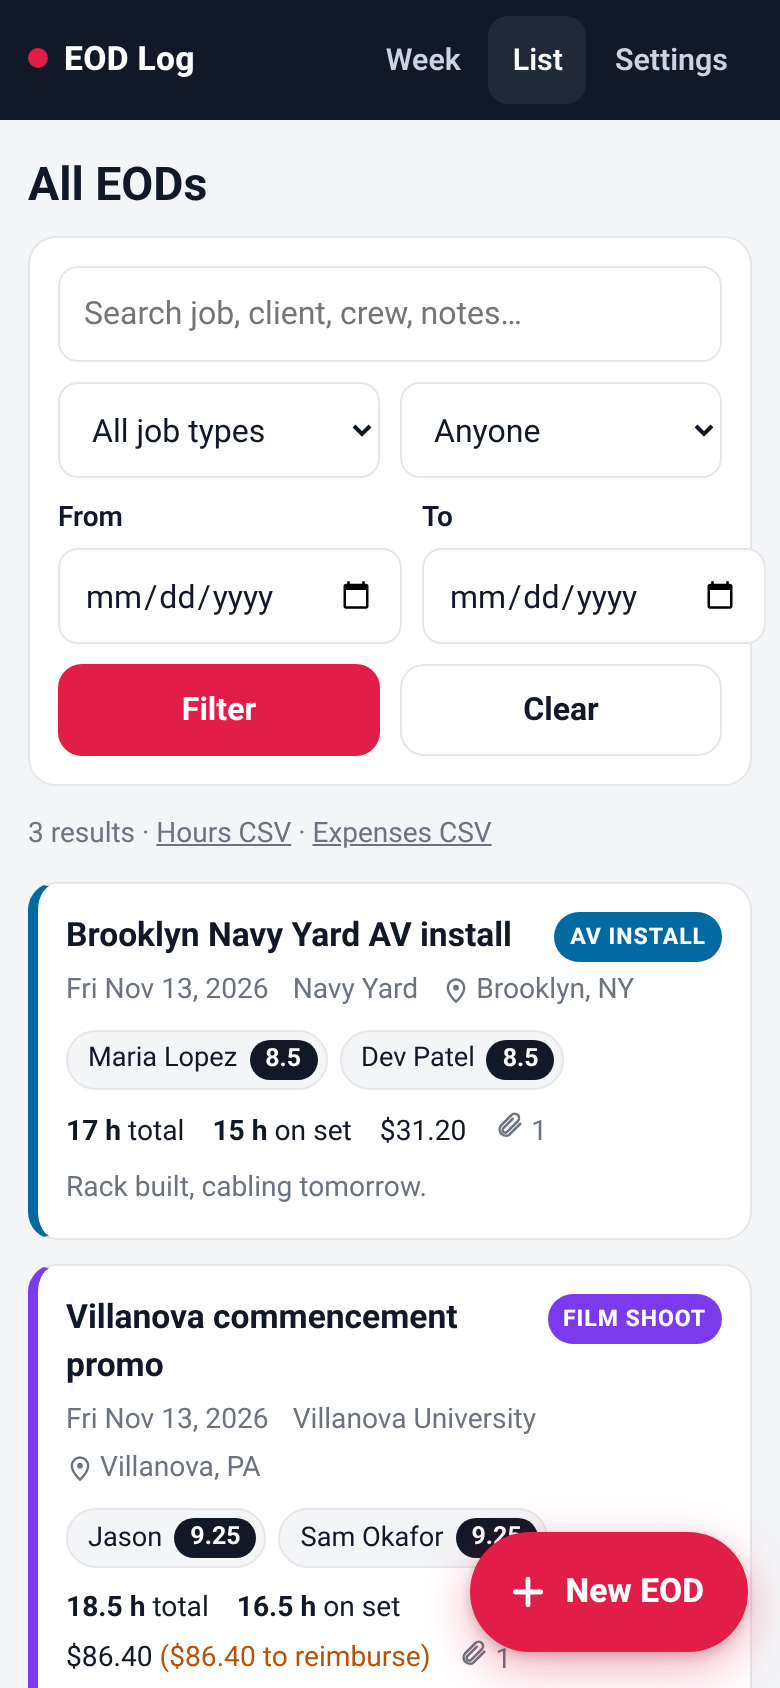 EOD Log
Week
List
Settings
All EODs
Search job, client, crew, notes...
All job types
Anyone
From
To
mm/dd/yyyy
mm/dd/yyyy
Filter
Clear
3 results · Hours CSV · Expenses CSV
Brooklyn Navy Yard AV install
AV INSTALL
Fri Nov 13, 2026 Navy Yard Brooklyn, NY
Maria Lopez 8.5 Dev Patel 8.5
17 h total 15 h on set $31.20 1
Rack built, cabling tomorrow.
Villanova commencement
promo
FILM SHOOT
Fri Nov 13, 2026 Villanova University
Villanova, PA
Jason 9.25 Sam Okafor 9.25
18.5 h total 16.5 h on set
$86.40 ($86.40 to reimburse) 1
+ New EOD